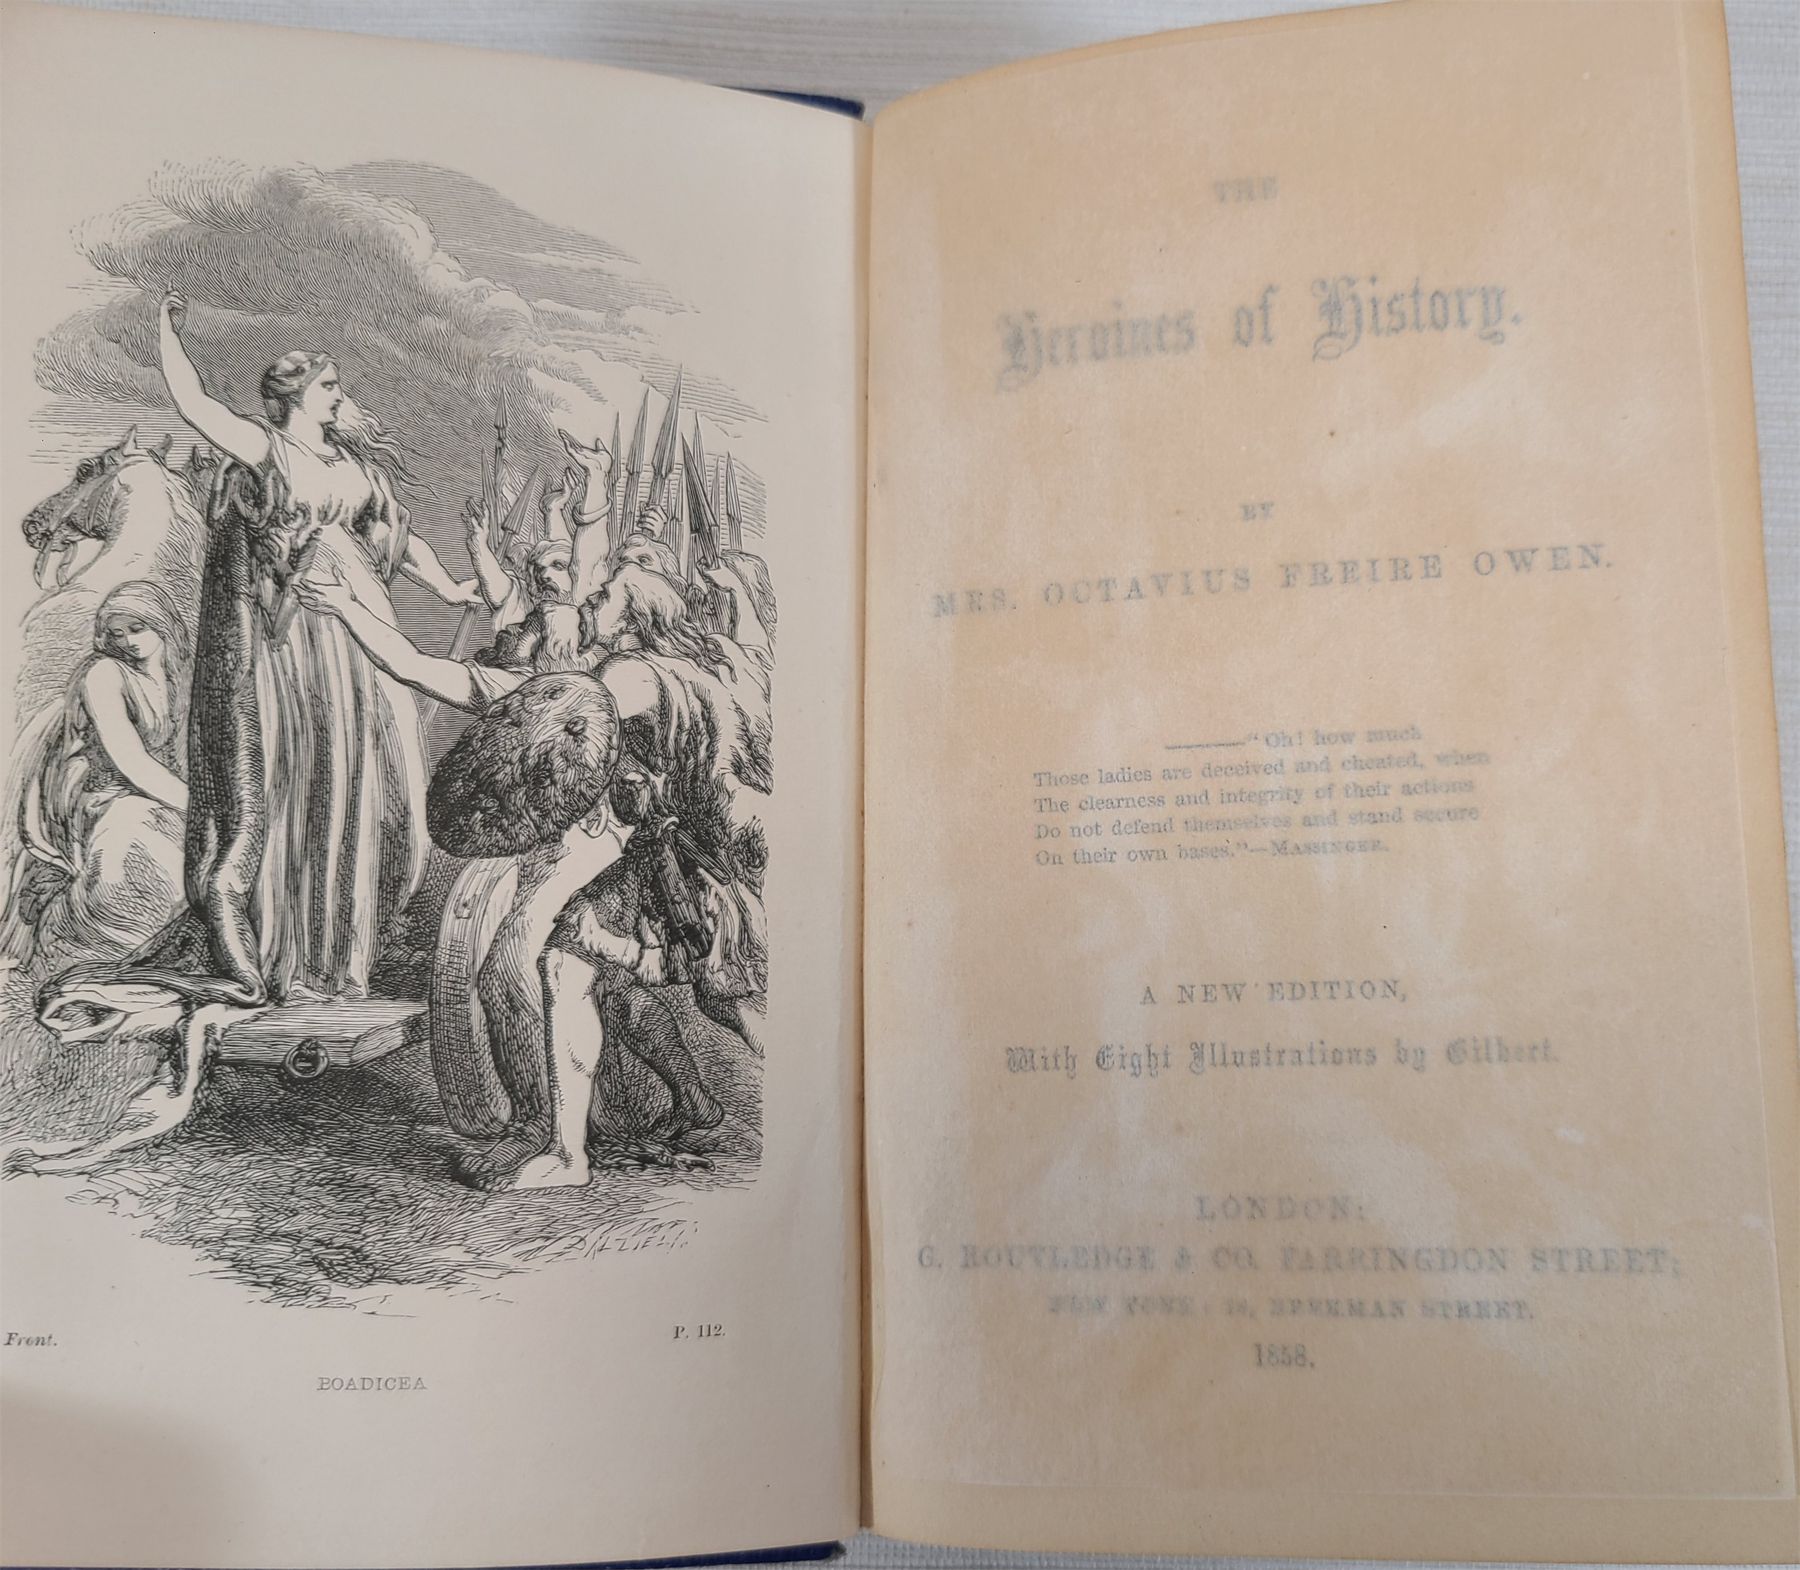 DALZIEL
Front.
P. 112.
BOADICEA
THE
Heroines of History.
BY
MRS. OCTAVIUS FREIRE OWEN.
———"Oh! how much
Those ladies are deceived and cheated, when
The clearness and integrity of their actions
Do not defend themselves and stand secure
On their own bases."—MASSINGER.
A NEW EDITION,
With Eight Illustrations by Gilbert.
LONDON:
G. ROUTLEDGE & CO. FARRINGDON STREET;
NEW YORK: 18, BEEKMAN STREET.
1858.